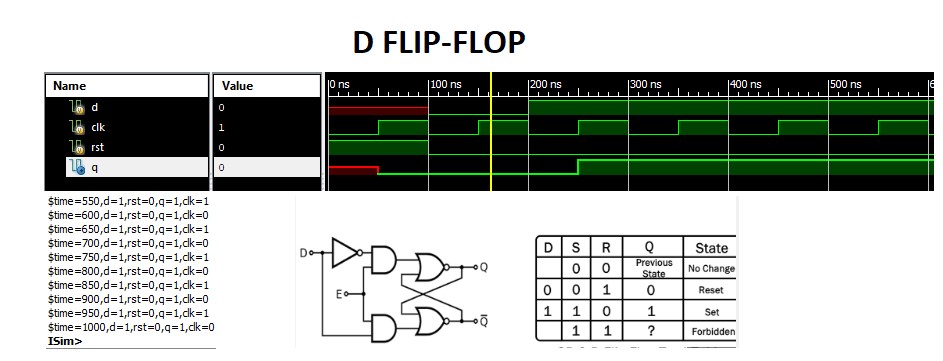 D FLIP-FLOP
Name Value 0 ns 100 ns 200 ns 300 ns 400 ns 500 ns
d 0
clk 1
rst 0
q 0
$time=550,d=1,rst=0,q=1,clk=1
$time=600,d=1,rst=0,q=1,clk=0
$time=650,d=1,rst=0,q=1,clk=1
$time=700,d=1,rst=0,q=1,clk=0
$time=750,d=1,rst=0,q=1,clk=1
$time=800,d=1,rst=0,q=1,clk=0
$time=850,d=1,rst=0,q=1,clk=1
$time=900,d=1,rst=0,q=1,clk=0
$time=950,d=1,rst=0,q=1,clk=1
$time=1000,d=1,rst=0,q=1,clk=0
ISim>
D Q
E
Q̅
D S R Q State
0 0 Previous State No Change
0 0 1 0 Reset
1 1 0 1 Set
1 1 ? Forbidden